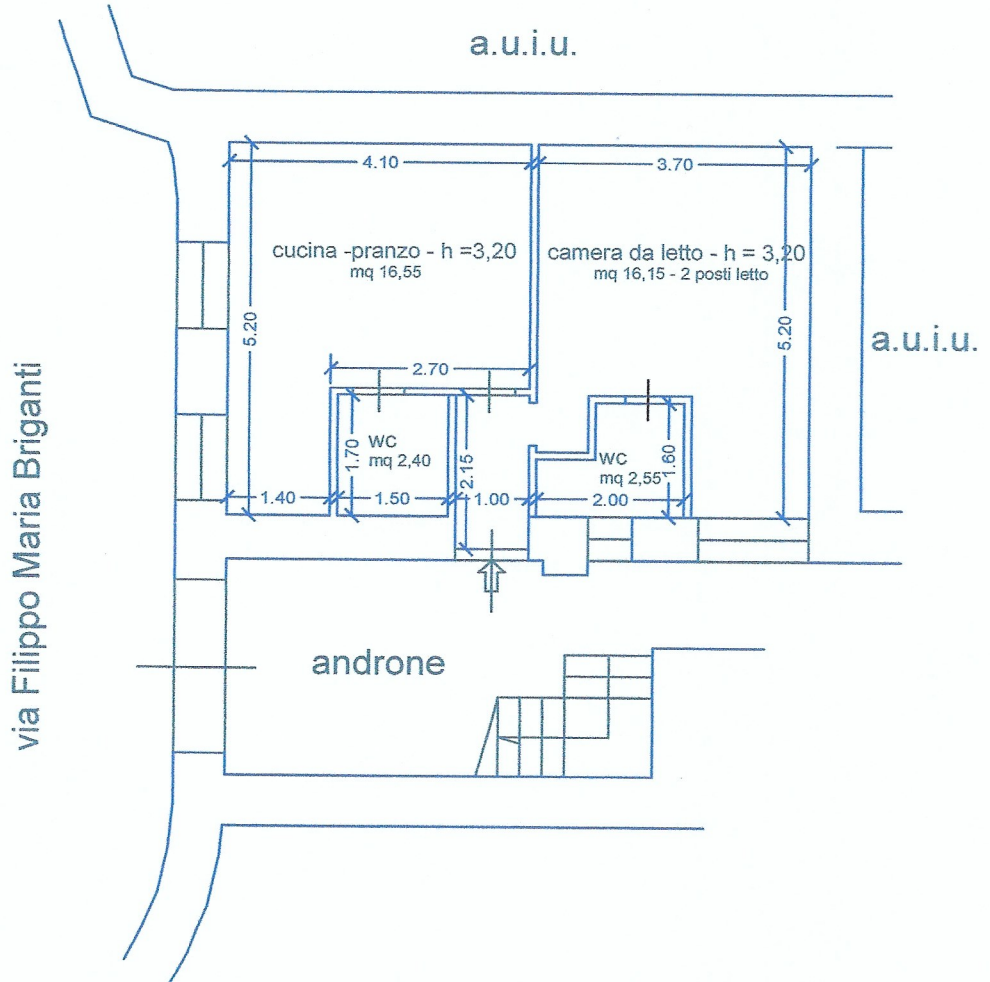 a.u.i.u.
4.10
3.70
cucina -pranzo - h =3,20
mq 16,55
camera da letto - h = 3,20
mq 16,15 - 2 posti letto
5.20
5.20
a.u.i.u.
2.70
via Filippo Maria Briganti
1.70
WC
mq 2,40
2.15
WC
mq 2,55
1.60
1.40
1.50
1.00
2.00
androne